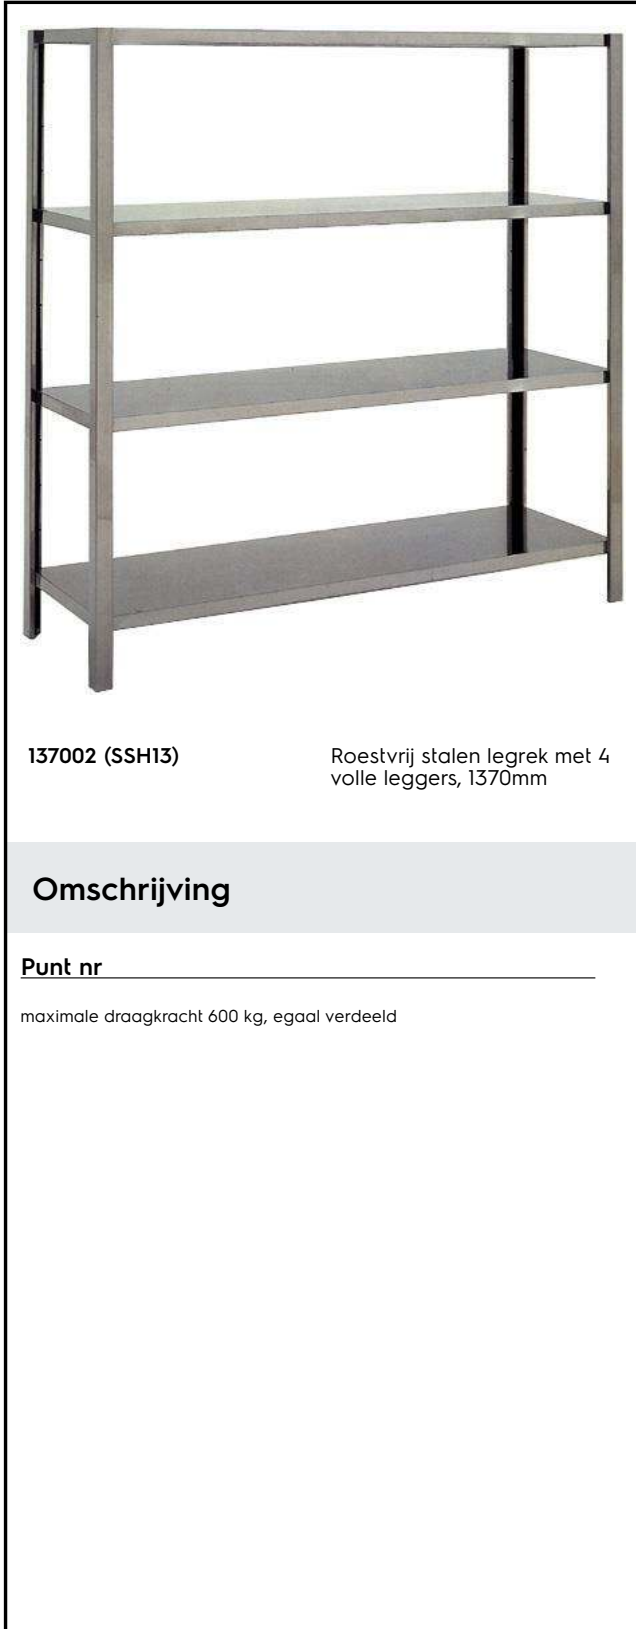 137002 (SSH13)
Roestvrij stalen legrek met 4
volle leggers, 1370mm
Omschrijving
Punt nr
maximale draagkracht 600 kg, egaal verdeeld